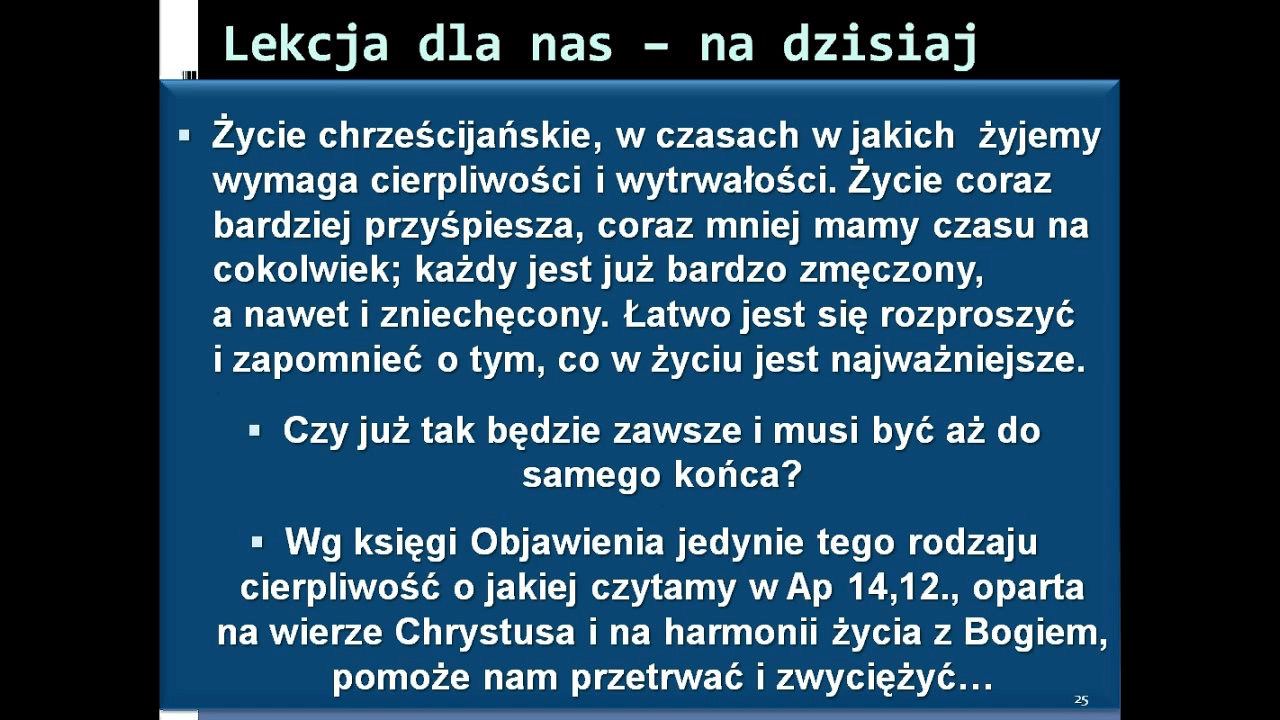 Lekcja dla nas – na dzisiaj
▪ Życie chrześcijańskie, w czasach w jakich żyjemy
wymaga cierpliwości i wytrwałości. Życie coraz
bardziej przyśpiesza, coraz mniej mamy czasu na
cokolwiek; każdy jest już bardzo zmęczony,
a nawet i zniechęcony. Łatwo jest się rozproszyć
i zapomnieć o tym, co w życiu jest najważniejsze.
▪ Czy już tak będzie zawsze i musi być aż do
samego końca?
▪ Wg księgi Objawienia jedynie tego rodzaju
cierpliwość o jakiej czytamy w Ap 14,12., oparta
na wierze Chrystusa i na harmonii życia z Bogiem,
pomoże nam przetrwać i zwyciężyć…
25